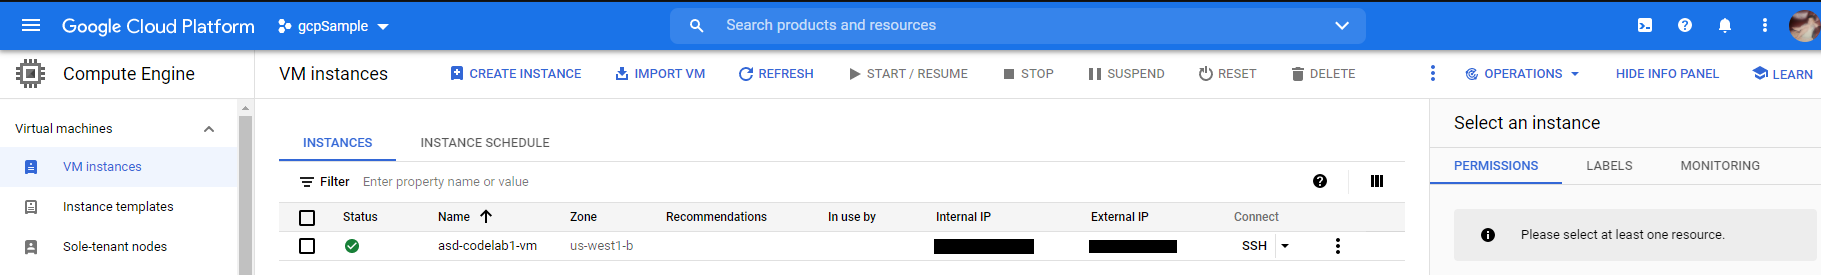 Google Cloud Platform gcpSample Search products and resources
Compute Engine VM instances CREATE INSTANCE IMPORT VM REFRESH START / RESUME STOP SUSPEND RESET DELETE OPERATIONS HIDE INFO PANEL LEARN
Virtual machines
VM instances
Instance templates
Sole-tenant nodes
INSTANCES INSTANCE SCHEDULE
Filter Enter property name or value
Status Name Zone Recommendations In use by Internal IP External IP Connect
asd-codelab1-vm us-west1-b SSH
Select an instance
PERMISSIONS LABELS MONITORING
Please select at least one resource.